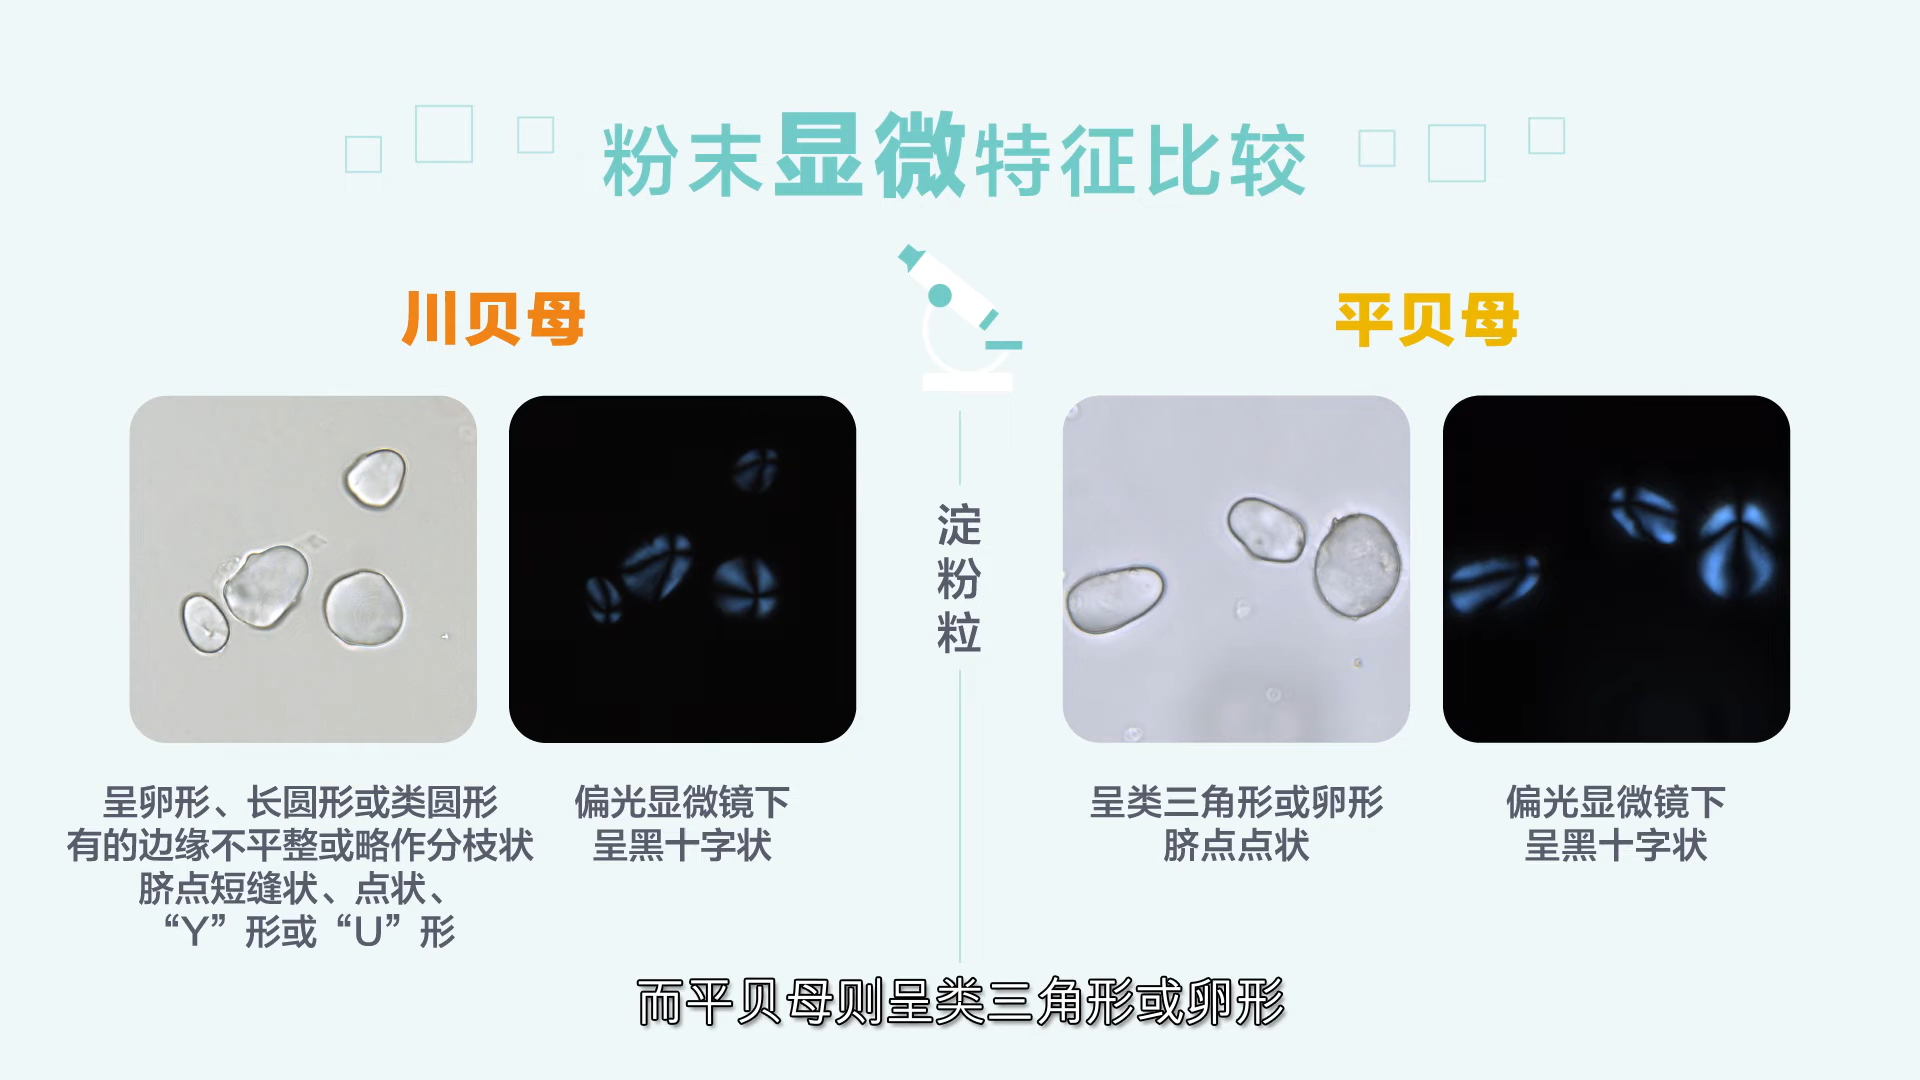 粉末显微特征比较
川贝母
平贝母
淀粉粒
呈卵形、长圆形或类圆形
有的边缘不平整或略作分枝状
脐点短缝状、点状、
“Y”形或“U”形
偏光显微镜下
呈黑十字状
呈类三角形或卵形
脐点点状
偏光显微镜下
呈黑十字状
而平贝母则呈类三角形或卵形